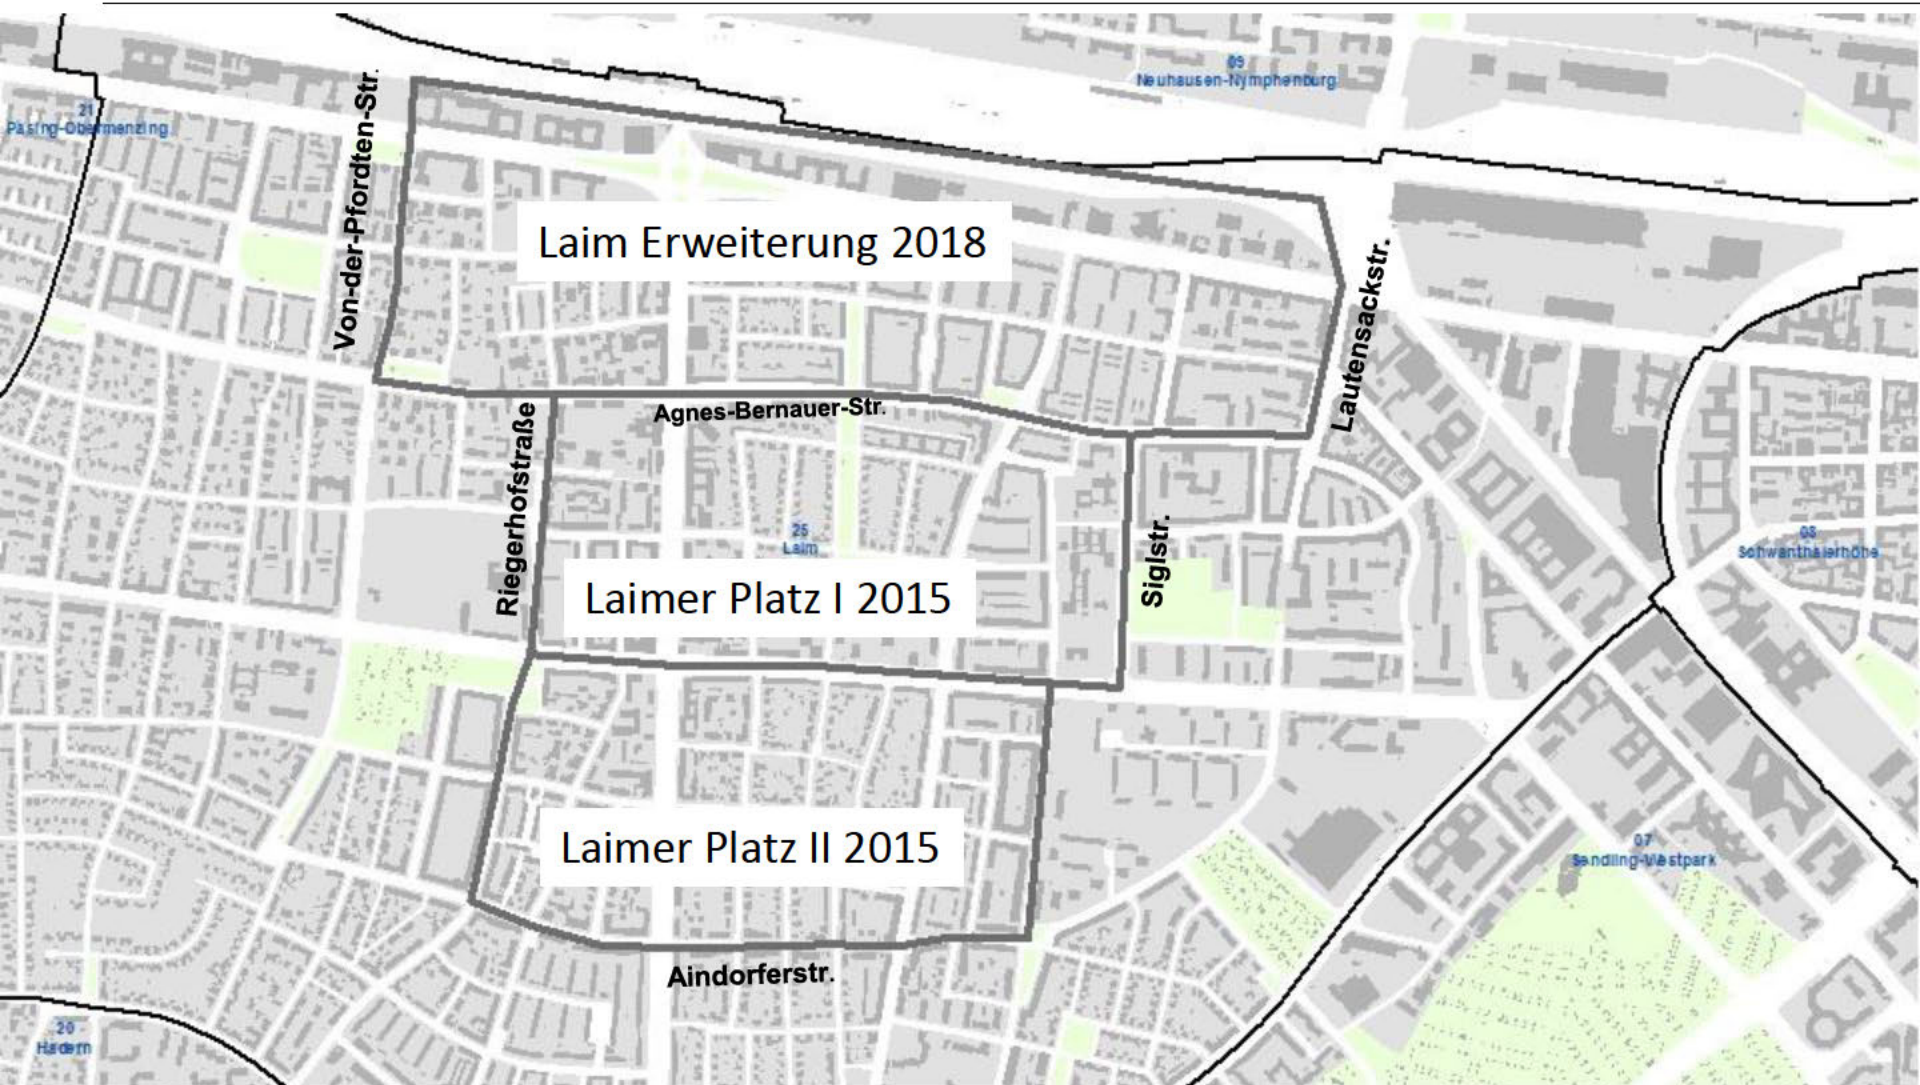 09
Neuhausen-Nymphenburg
21
Pasing-Obermenzing
Von-der-Pfordten-Str.
Laim Erweiterung 2018
Lautensackstr.
Agnes-Bernauer-Str.
Riegerhofstraße
25
Laim
Siglstr.
08
Schwanthalerhöhe
Laimer Platz I 2015
Laimer Platz II 2015
07
Sendling-Westpark
Aindorferstr.
20
Hadern